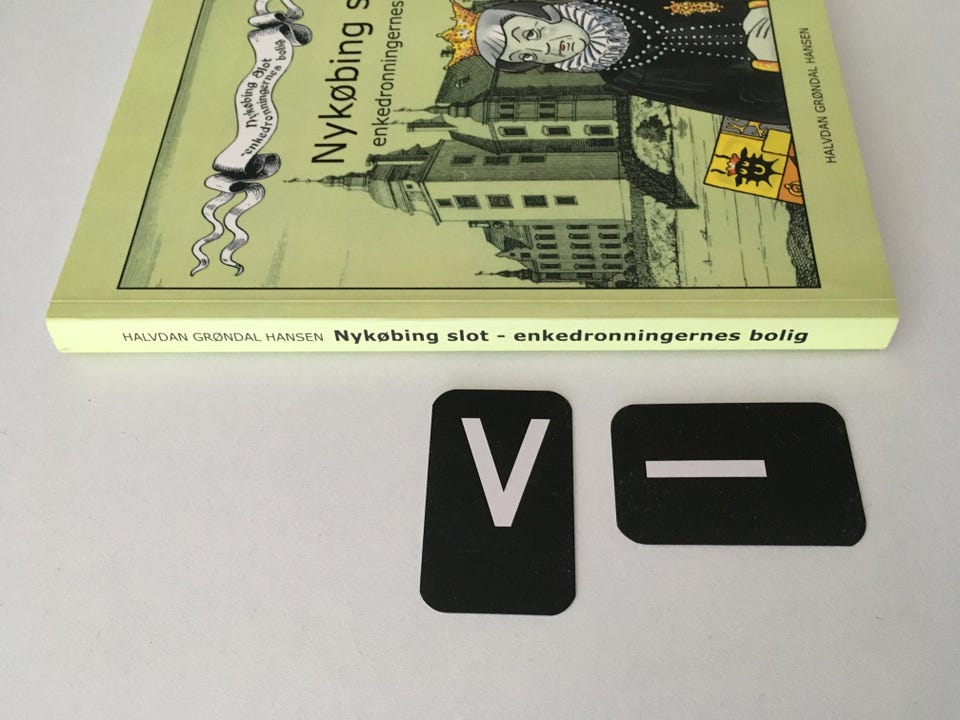 Nykøbing Slot
-enkedronningernes bolig
Nykøbing s
enkedronningernes
HALVDAN GRØNDAL HANSEN
HALVDAN GRØNDAL HANSEN Nykøbing slot - enkedronningernes bolig
V –